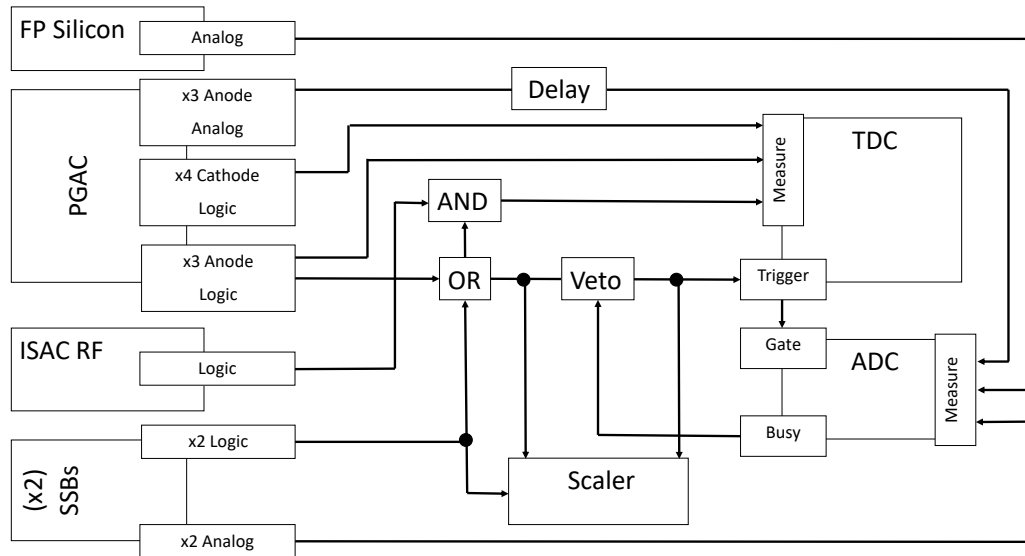 FP Silicon
Analog
x3 Anode
Analog
Delay
PGAC
x4 Cathode
Logic
x3 Anode
Logic
AND
OR
Veto
Measure
TDC
Trigger
Gate
ADC
Measure
Busy
ISAC RF
Logic
(x2)
SSBs
x2 Logic
x2 Analog
Scaler